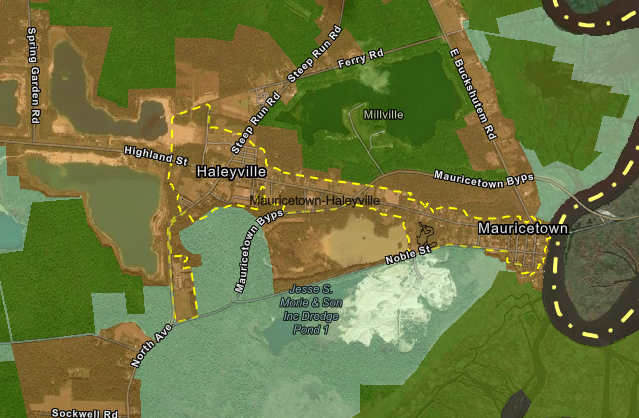 Spring Garden Rd
Steep Run Rd
Ferry Rd
E Buckshutem Rd
Millville
Steep Run Rd
Highland St
Haleyville
Mauricetown Byps
Mauricetown-Haleyville
Mauricetown Byps
Mauricetown
Noble St
Jesse S.
Morie & Son
Inc Dredge
Pond 1
North Ave
Sockwell Rd